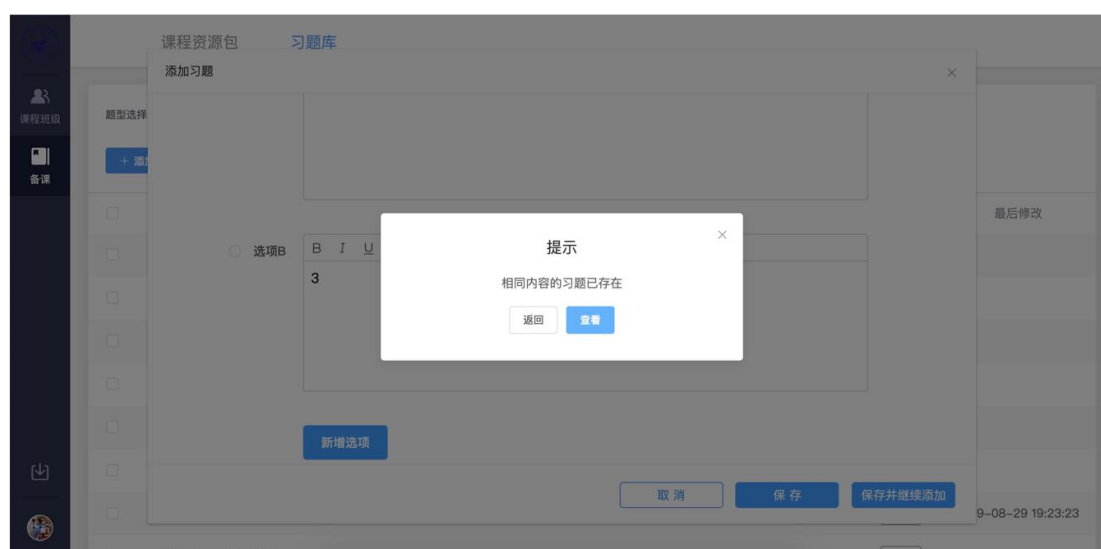 课程资源包 习题库
添加习题
课程班级
题型选择
备课
最后修改
选项B B I U
3
提示
相同内容的习题已存在
返回 查看
新增选项
取消 保存 保存并继续添加
9-08-29 19:23:23